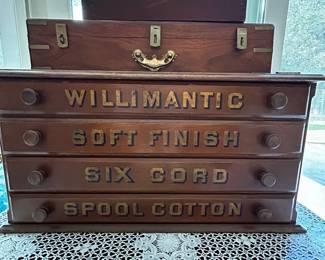 WILLIMANTIC
SOFT FINISH
SIX CORD
SPOOL COTTON